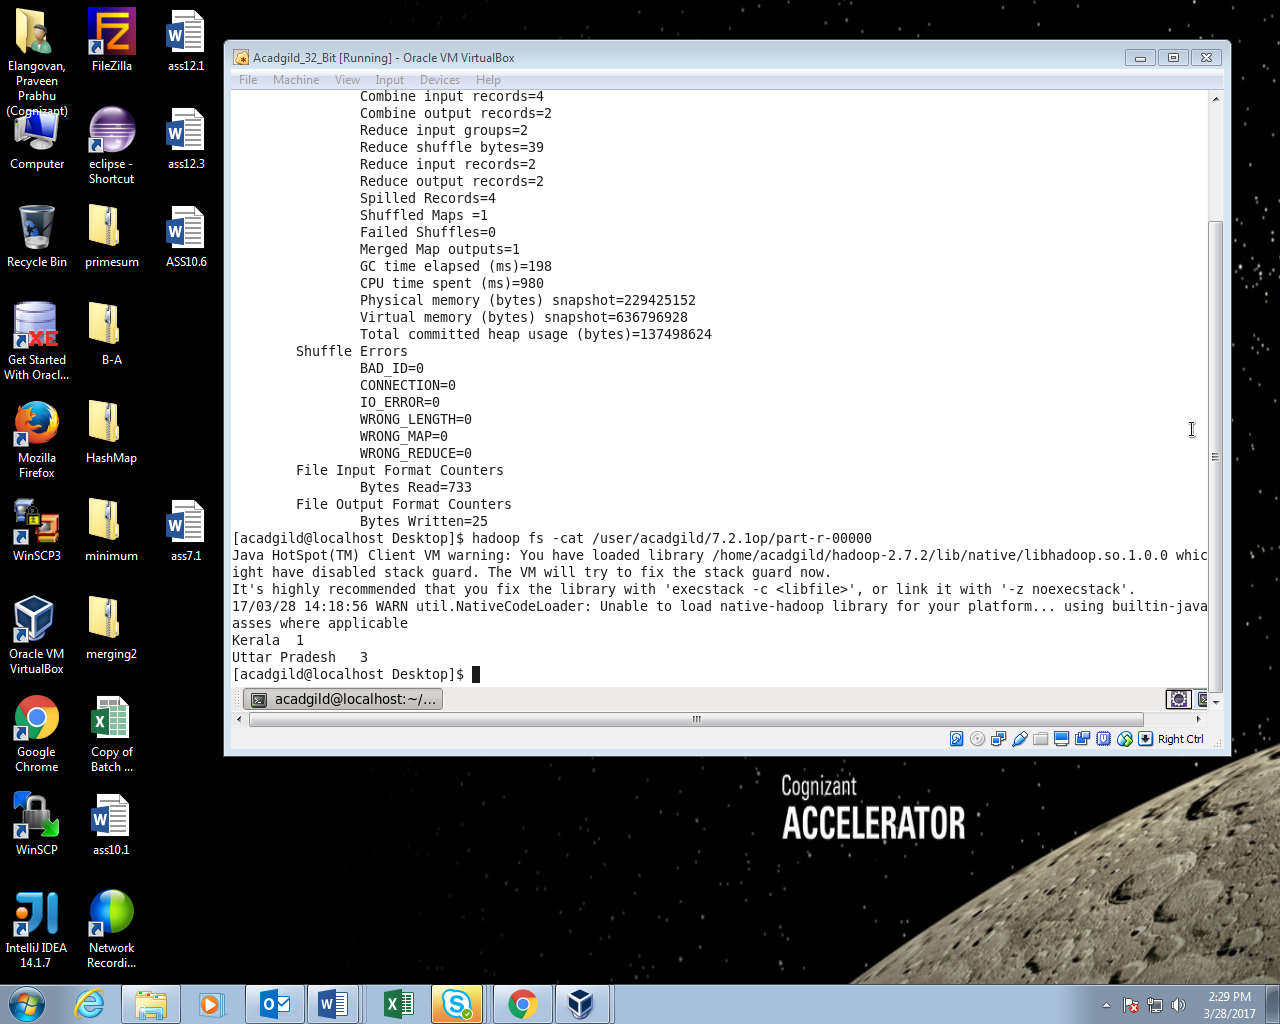 Elangovan,
Praveen
Prabhu
(Cognizant)
FileZilla
ass12.1
Computer
eclipse -
Shortcut
ass12.3
Recycle Bin
primesum
ASS10.6
XE
Get Started
With Oracl...
B-A
Mozilla
Firefox
HashMap
WinSCP3
minimum
ass7.1
Oracle VM
VirtualBox
merging2
Google
Chrome
Copy of
Batch ...
WinSCP
ass10.1
IntelliJ IDEA
14.1.7
Network
Recordi...
Acadgild_32_Bit [Running] - Oracle VM VirtualBox
File Machine View Input Devices Help
Combine input records=4
Combine output records=2
Reduce input groups=2
Reduce shuffle bytes=39
Reduce input records=2
Reduce output records=2
Spilled Records=4
Shuffled Maps =1
Failed Shuffles=0
Merged Map outputs=1
GC time elapsed (ms)=198
CPU time spent (ms)=980
Physical memory (bytes) snapshot=229425152
Virtual memory (bytes) snapshot=636796928
Total committed heap usage (bytes)=137498624
Shuffle Errors
BAD_ID=0
CONNECTION=0
IO_ERROR=0
WRONG_LENGTH=0
WRONG_MAP=0
WRONG_REDUCE=0
File Input Format Counters
Bytes Read=733
File Output Format Counters
Bytes Written=25
[acadgild@localhost Desktop]$ hadoop fs -cat /user/acadgild/7.2.1op/part-r-00000
Java HotSpot(TM) Client VM warning: You have loaded library /home/acadgild/hadoop-2.7.2/lib/native/libhadoop.so.1.0.0 whic
ight have disabled stack guard. The VM will try to fix the stack guard now.
It's highly recommended that you fix the library with 'execstack -c <libfile>', or link it with '-z noexecstack'.
17/03/28 14:18:56 WARN util.NativeCodeLoader: Unable to load native-hadoop library for your platform... using builtin-java
asses where applicable
Kerala 1
Uttar Pradesh 3
[acadgild@localhost Desktop]$
acadgild@localhost:~/...
Right Ctrl
Cognizant
ACCELERATOR
2:29 PM
3/28/2017